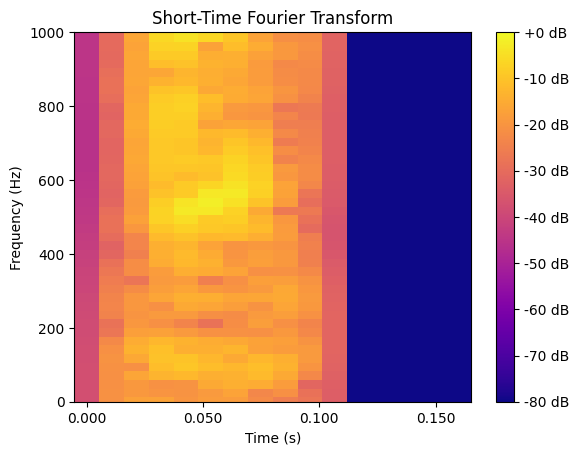 Short-Time Fourier Transform
1000
800
600
400
200
0
Frequency (Hz)
0.000
0.050
0.100
0.150
Time (s)
+0 dB
-10 dB
-20 dB
-30 dB
-40 dB
-50 dB
-60 dB
-70 dB
-80 dB